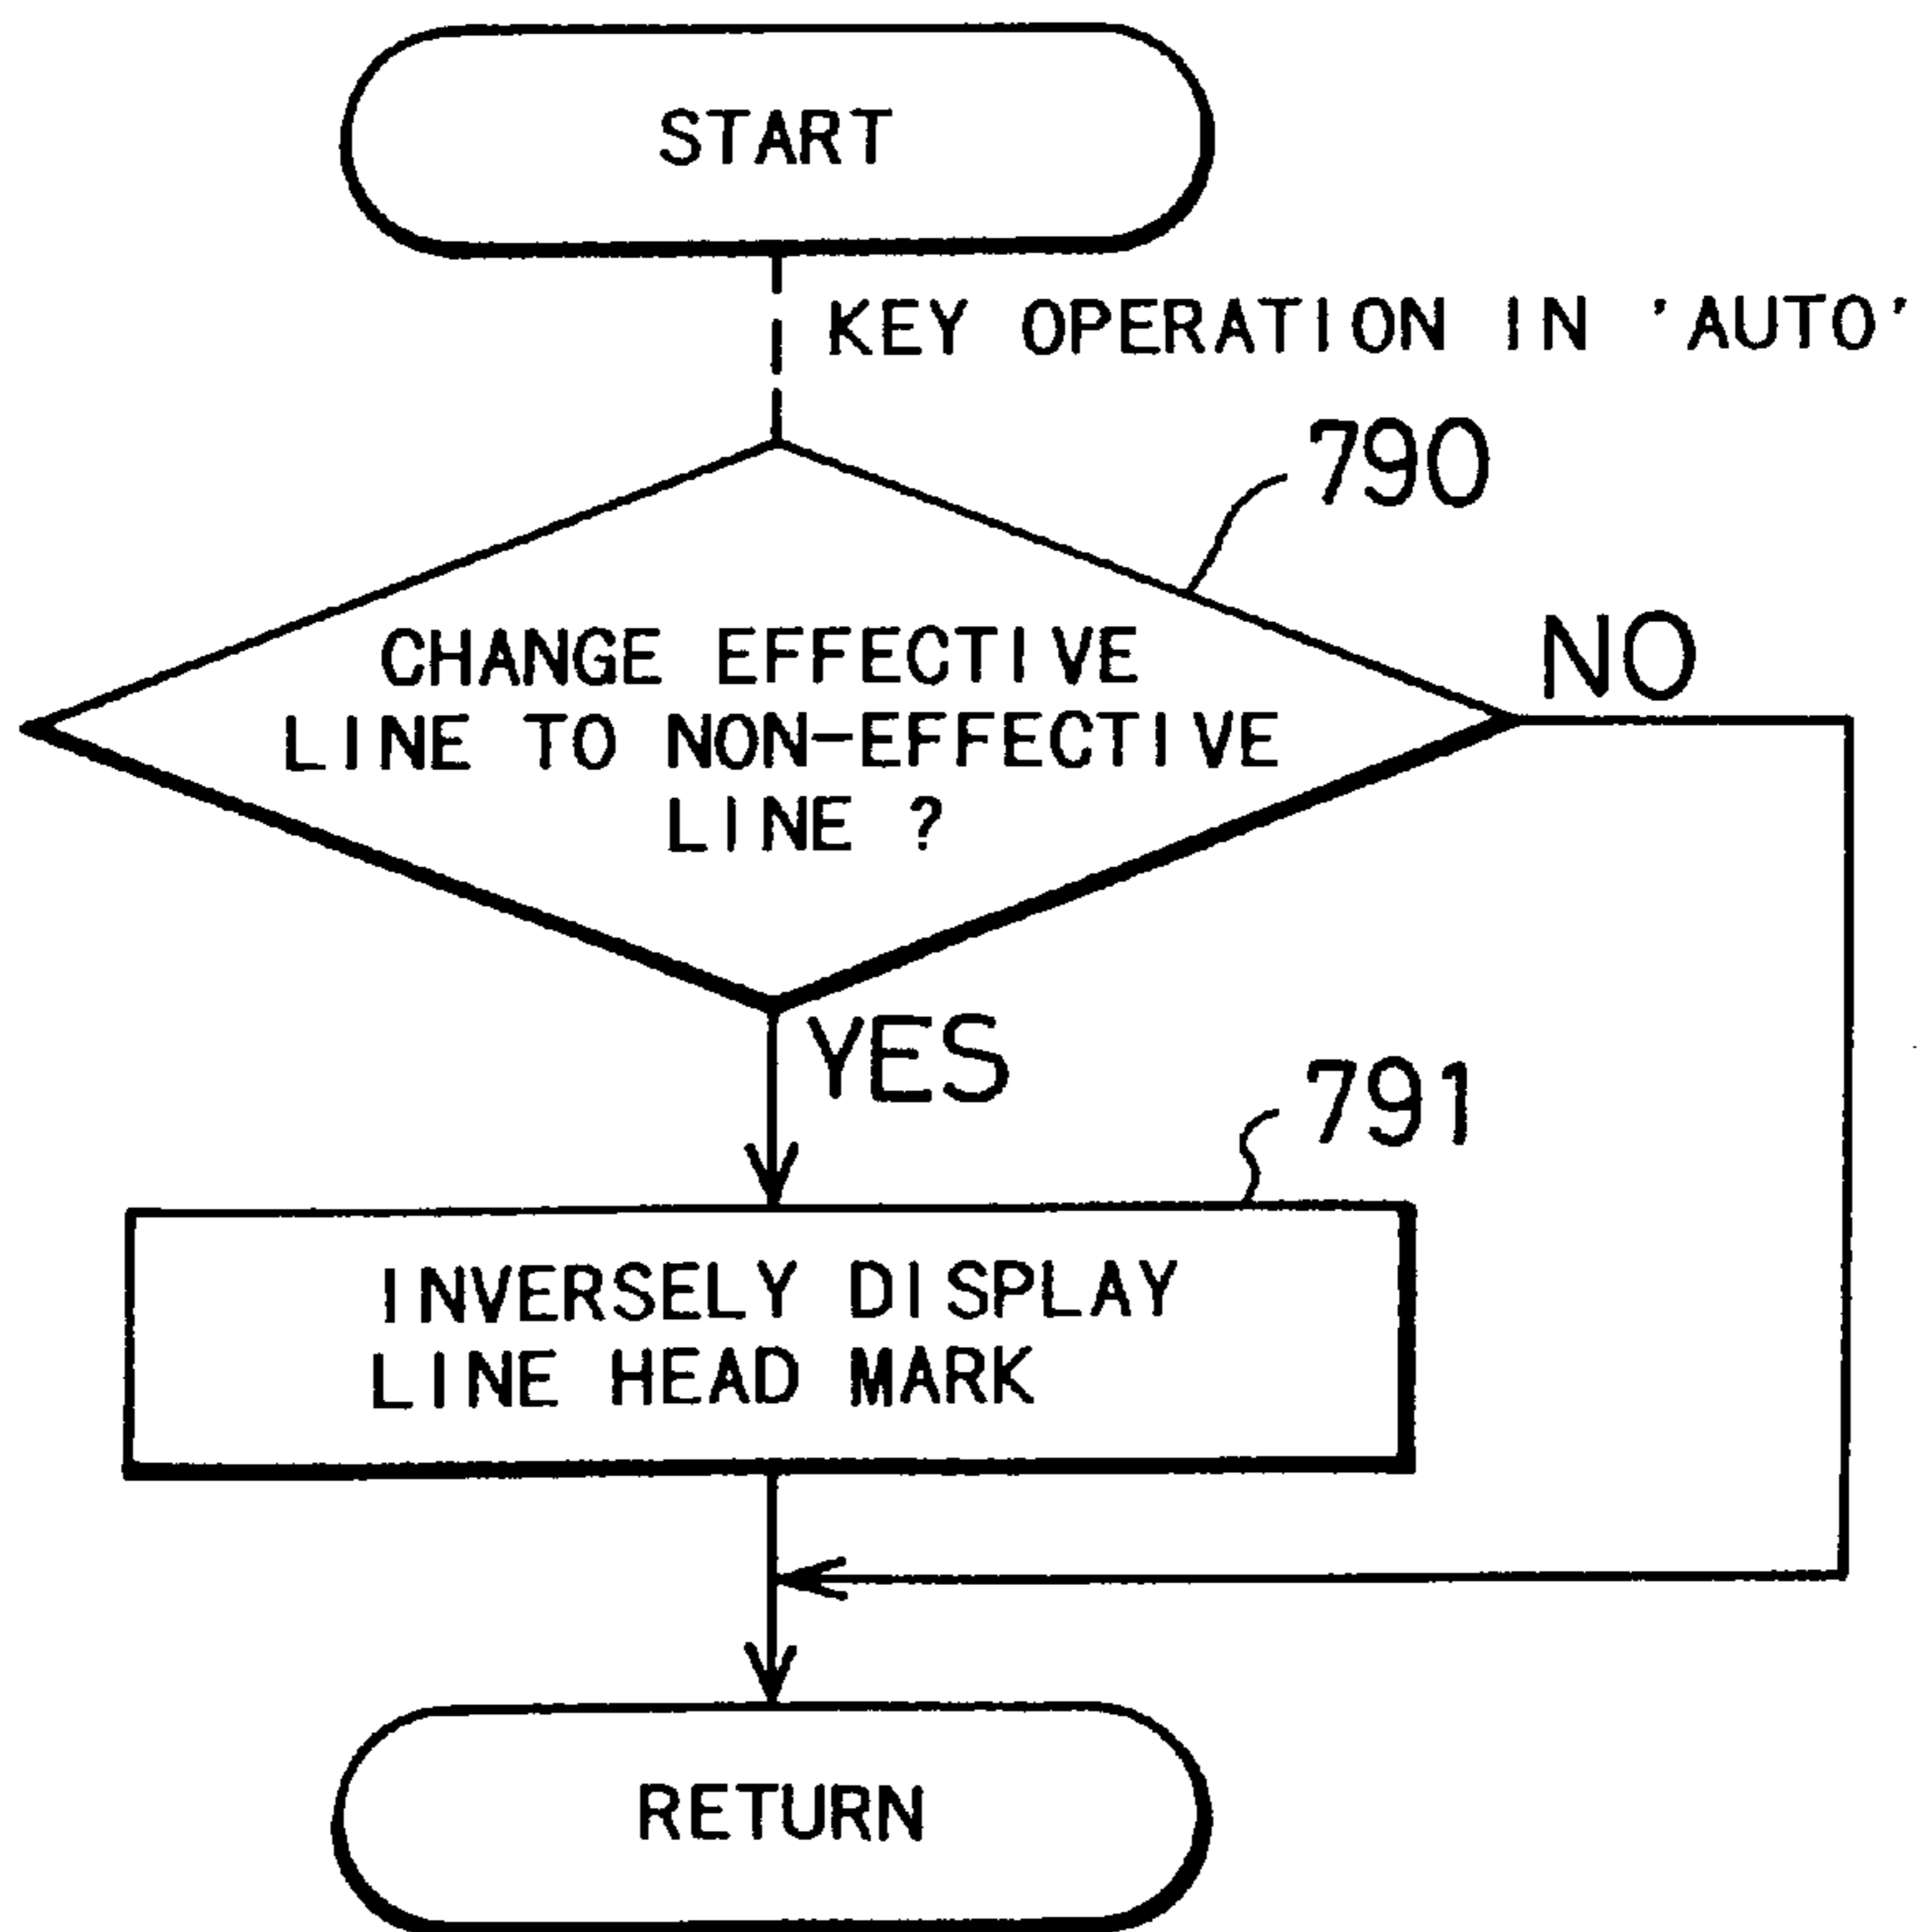 START
KEY OPERATION IN 'AUTO'
790
CHANGE EFFECTIVE
LINE TO NON-EFFECTIVE
LINE ?
NO
YES
791
INVERSELY DISPLAY
LINE HEAD MARK
RETURN